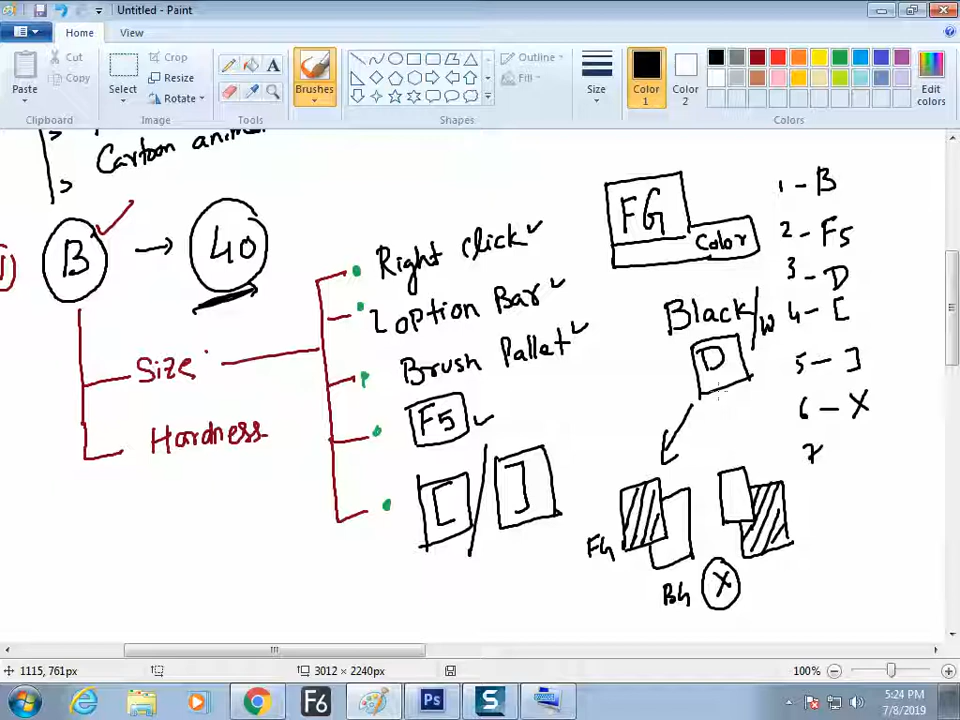 Untitled - Paint
Home
View
Paste
Cut
Copy
Clipboard
Select
Crop
Resize
Rotate
Image
Tools
Brushes
Shapes
Outline
Fill
Size
Color 1
Color 2
Edit colors
Colors
Cartoon
B → 40
Size
Hardness
Right click
option Bar
Brush Pallet
F5
[ / ]
FG
Color
Black/W
D
FG
BG
X
1 - B
2 - F5
3 - D
4 - [
5 - ]
6 - X
7
1115, 761px
3012 × 2240px
100%
F6
Ps
S
5:24 PM
7/8/2019